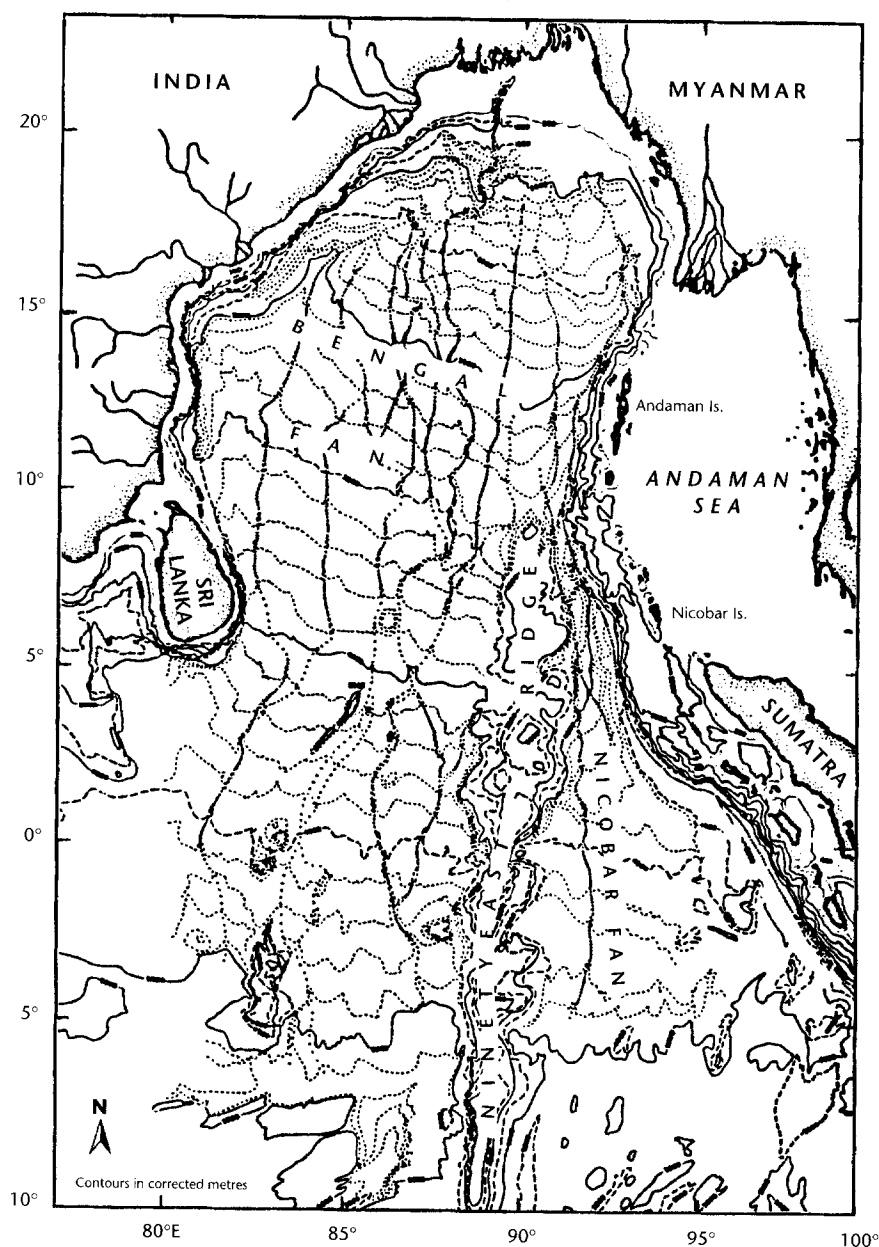 INDIA
MYANMAR
20°
15°
BENGAL
FAN
Andaman Is.
10°
ANDAMAN
SEA
SRI
LANKA
Nicobar Is.
5°
SUMATRA
NINETYEAST RIDGE
NICOBAR FAN
0°
5°
N
Contours in corrected metres
10°
80°E
85°
90°
95°
100°